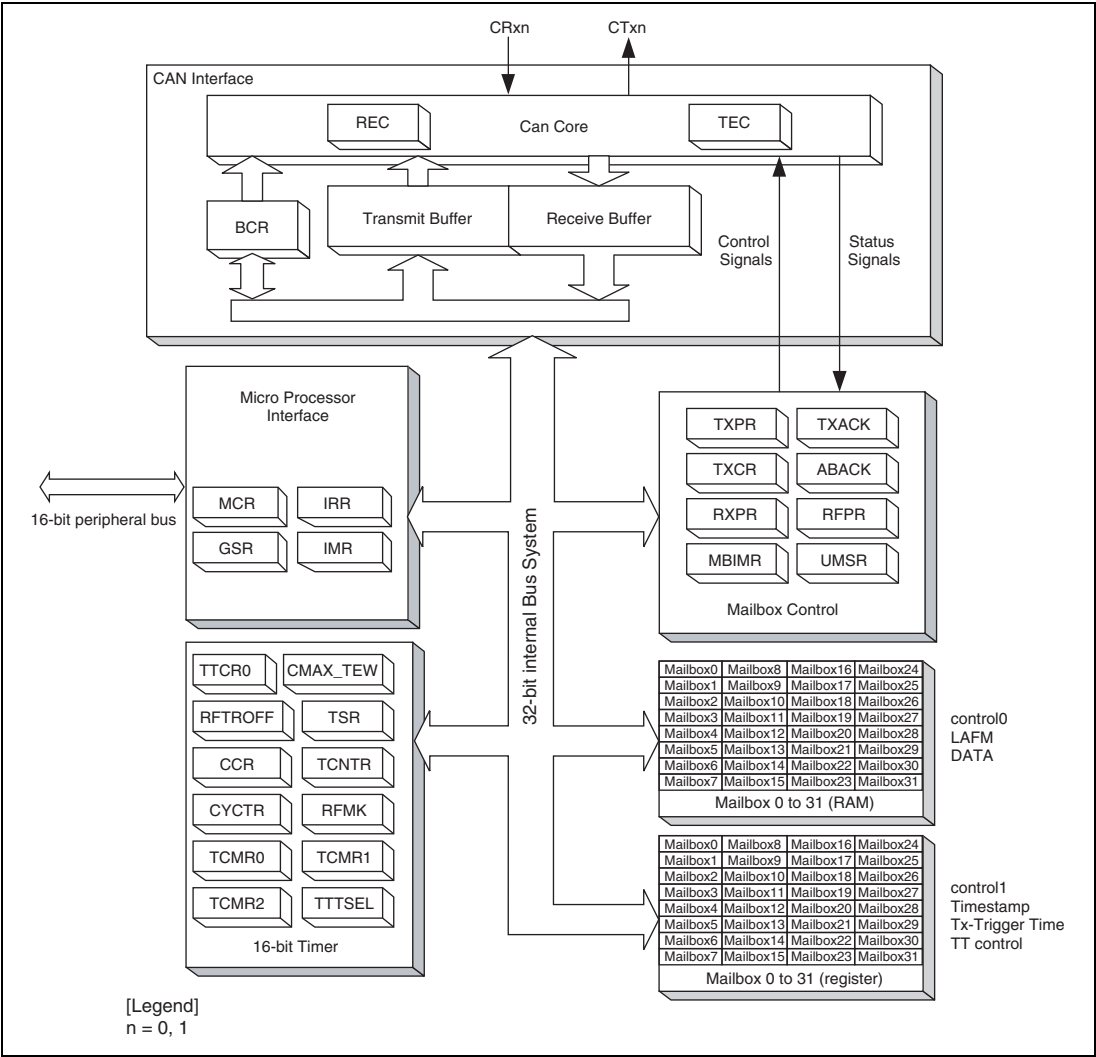 CRxn CTxn
CAN Interface
REC Can Core TEC
BCR
Transmit Buffer Receive Buffer
Control
Signals
Status
Signals
Micro Processor
Interface
MCR IRR
GSR IMR
16-bit peripheral bus
32-bit internal Bus System
TXPR TXACK
TXCR ABACK
RXPR RFPR
MBIMR UMSR
Mailbox Control
TTCR0 CMAX_TEW
RFTROFF TSR
CCR TCNTR
CYCTR RFMK
TCMR0 TCMR1
TCMR2 TTTSEL
16-bit Timer
Mailbox0 Mailbox8 Mailbox16 Mailbox24
Mailbox1 Mailbox9 Mailbox17 Mailbox25
Mailbox2 Mailbox10 Mailbox18 Mailbox26
Mailbox3 Mailbox11 Mailbox19 Mailbox27
Mailbox4 Mailbox12 Mailbox20 Mailbox28
Mailbox5 Mailbox13 Mailbox21 Mailbox29
Mailbox6 Mailbox14 Mailbox22 Mailbox30
Mailbox7 Mailbox15 Mailbox23 Mailbox31
Mailbox 0 to 31 (RAM)
control0
LAFM
DATA
Mailbox0 Mailbox8 Mailbox16 Mailbox24
Mailbox1 Mailbox9 Mailbox17 Mailbox25
Mailbox2 Mailbox10 Mailbox18 Mailbox26
Mailbox3 Mailbox11 Mailbox19 Mailbox27
Mailbox4 Mailbox12 Mailbox20 Mailbox28
Mailbox5 Mailbox13 Mailbox21 Mailbox29
Mailbox6 Mailbox14 Mailbox22 Mailbox30
Mailbox7 Mailbox15 Mailbox23 Mailbox31
Mailbox 0 to 31 (register)
control1
Timestamp
Tx-Trigger Time
TT control
[Legend]
n = 0, 1